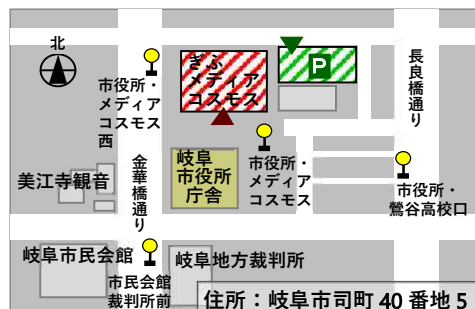 北
市役所・
メディア
コスモス
西
ぎふ
メディア
コスモス
P
長良橋通り
金華橋通り
岐阜
市役所
庁舎
市役所・
メディア
コスモス
市役所・
鶯谷高校口
美江寺観音
岐阜市民会館
市民会館
裁判所前
岐阜地方裁判所
住所：岐阜市司町 40 番地 5